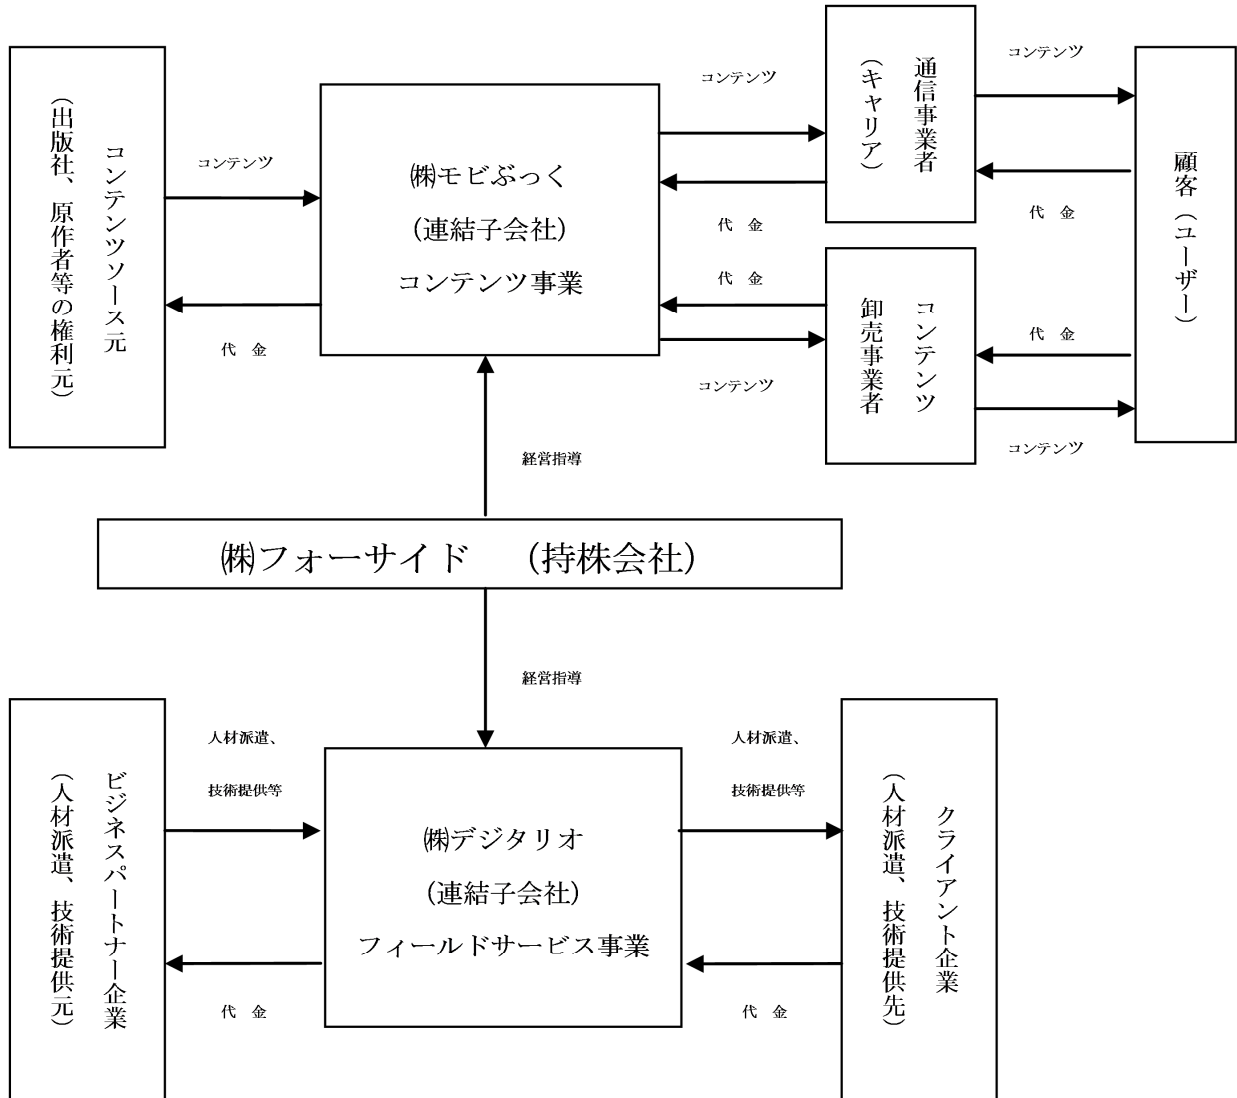 コンテンツソース元
（出版社、原作者等の権利元）
コンテンツ
代　金
㈱モビぶっく
（連結子会社）
コンテンツ事業
コンテンツ
代　金
代　金
コンテンツ
通信事業者
（キャリア）
コンテンツ
卸売事業者
コンテンツ
代　金
代　金
コンテンツ
顧客（ユーザー）
経営指導
㈱フォーサイド　（持株会社）
経営指導
ビジネスパートナー企業
（人材派遣、技術提供元）
人材派遣、
技術提供等
代　金
㈱デジタリオ
（連結子会社）
フィールドサービス事業
人材派遣、
技術提供等
代　金
クライアント企業
（人材派遣、技術提供先）